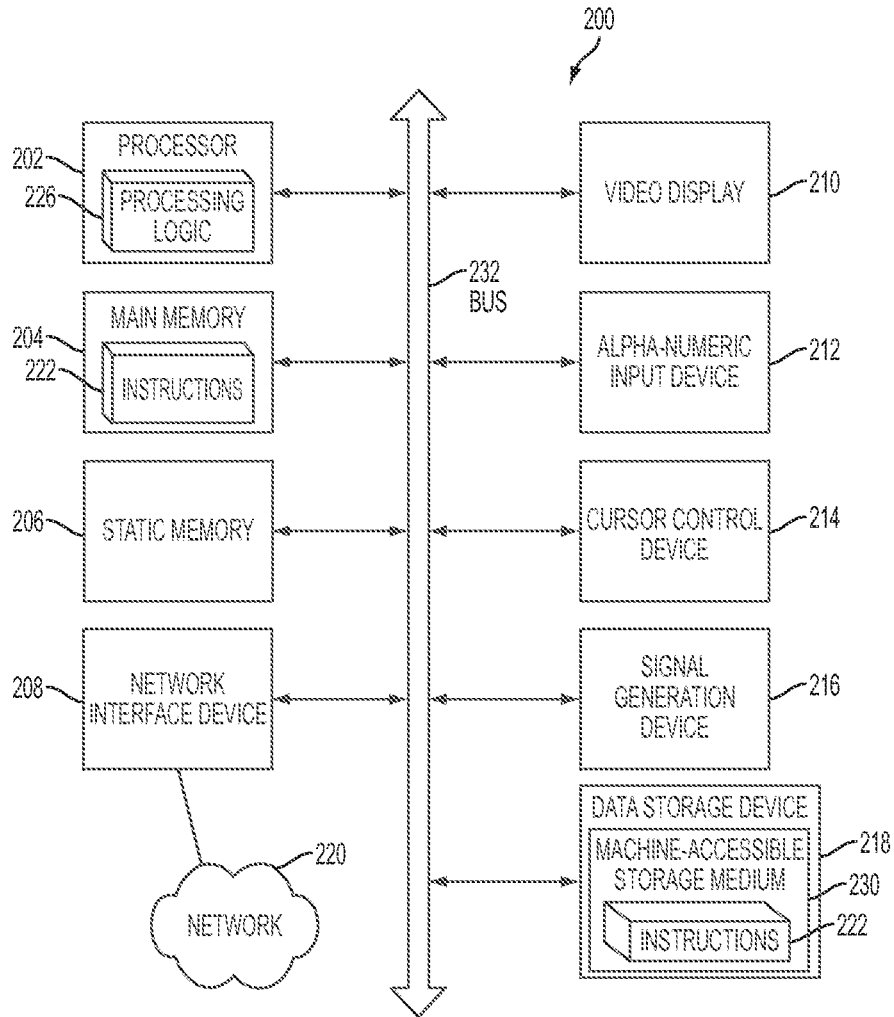 200
PROCESSOR
202
226
PROCESSING
LOGIC
VIDEO DISPLAY
210
232
BUS
MAIN MEMORY
204
222
INSTRUCTIONS
ALPHA-NUMERIC
INPUT DEVICE
212
206
STATIC MEMORY
CURSOR CONTROL
DEVICE
214
208
NETWORK
INTERFACE DEVICE
SIGNAL
GENERATION
DEVICE
216
220
NETWORK
DATA STORAGE DEVICE
218
MACHINE-ACCESSIBLE
STORAGE MEDIUM
230
INSTRUCTIONS
222